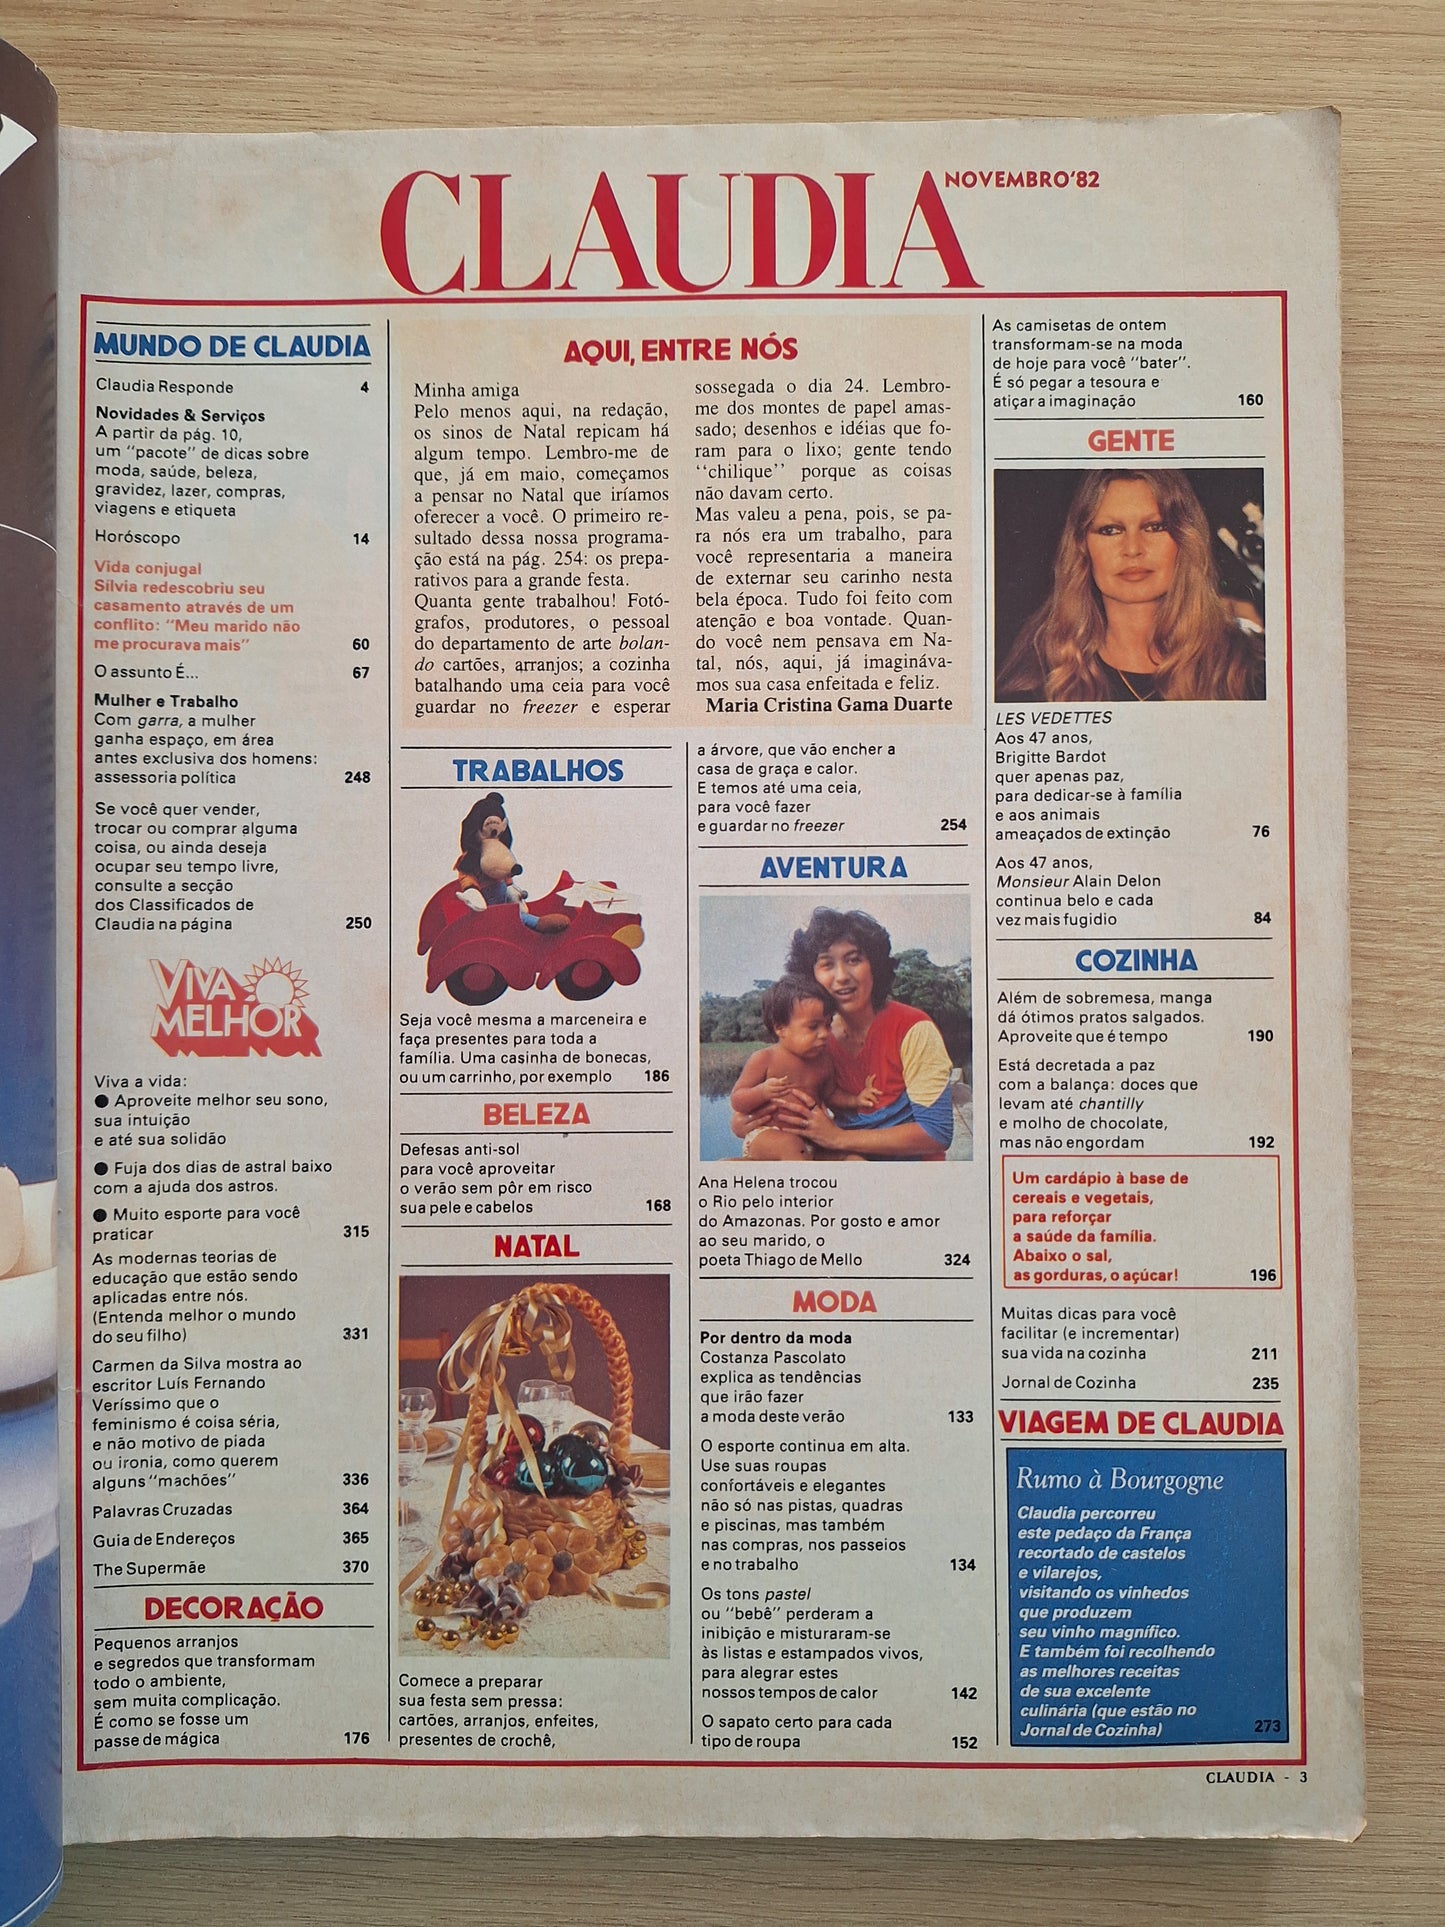 CLAUDIA
NOVEMBRO'82
MUNDO DE CLAUDIA
Claudia Responde 4
Novidades & Serviços
A partir da pág. 10,
um "pacote" de dicas sobre
moda, saúde, beleza,
gravidez, lazer, compras,
viagens e etiqueta
Horóscopo 14
Vida conjugal
Sílvia redescobriu seu
casamento através de um
conflito: "Meu marido não
me procurava mais" 60
O assunto É... 67
Mulher e Trabalho
Com garra, a mulher
ganha espaço, em área
antes exclusiva dos homens:
assessoria política 248
Se você quer vender,
trocar ou comprar alguma
coisa, ou ainda deseja
ocupar seu tempo livre,
consulte a secção
dos Classificados de
Claudia na página 250
VIVA
MELHOR
Viva a vida:
● Aproveite melhor seu sono,
sua intuição
e até sua solidão
● Fuja dos dias de astral baixo
com a ajuda dos astros.
● Muito esporte para você
praticar 315
As modernas teorias de
educação que estão sendo
aplicadas entre nós.
(Entenda melhor o mundo
do seu filho) 331
Carmen da Silva mostra ao
escritor Luís Fernando
Veríssimo que o
feminismo é coisa séria,
e não motivo de piada
ou ironia, como querem
alguns "machões" 336
Palavras Cruzadas 364
Guia de Endereços 365
The Supermãe 370
DECORAÇÃO
Pequenos arranjos
e segredos que transformam
todo o ambiente,
sem muita complicação.
É como se fosse um
passe de mágica 176
AQUI, ENTRE NÓS
Minha amiga
Pelo menos aqui, na redação,
os sinos de Natal repicam há
algum tempo. Lembro-me de
que, já em maio, começamos
a pensar no Natal que iríamos
oferecer a você. O primeiro re-
sultado dessa nossa programa-
ção está na pág. 254: os prepa-
rativos para a grande festa.
Quanta gente trabalhou! Fotó-
grafos, produtores, o pessoal
do departamento de arte bolan-
do cartões, arranjos; a cozinha
batalhando uma ceia para você
guardar no freezer e esperar
sossegada o dia 24. Lembro-
me dos montes de papel amas-
sado; desenhos e idéias que fo-
ram para o lixo; gente tendo
"chilique" porque as coisas
não davam certo.
Mas valeu a pena, pois, se pa-
ra nós era um trabalho, para
você representaria a maneira
de externar seu carinho nesta
bela época. Tudo foi feito com
atenção e boa vontade. Quan-
do você nem pensava em Na-
tal, nós, aqui, já imagináva-
mos sua casa enfeitada e feliz.
Maria Cristina Gama Duarte
TRABALHOS
Seja você mesma a marceneira e
faça presentes para toda a
família. Uma casinha de bonecas,
ou um carrinho, por exemplo 186
BELEZA
Defesas anti-sol
para você aproveitar
o verão sem pôr em risco
sua pele e cabelos 168
NATAL
Comece a preparar
sua festa sem pressa:
cartões, arranjos, enfeites,
presentes de crochê,
a árvore, que vão encher a
casa de graça e calor.
E temos até uma ceia,
para você fazer
e guardar no freezer 254
AVENTURA
Ana Helena trocou
o Rio pelo interior
do Amazonas. Por gosto e amor
ao seu marido, o
poeta Thiago de Mello 324
MODA
Por dentro da moda
Costanza Pascolato
explica as tendências
que irão fazer
a moda deste verão 133
O esporte continua em alta.
Use suas roupas
confortáveis e elegantes
não só nas pistas, quadras
e piscinas, mas também
nas compras, nos passeios
e no trabalho 134
Os tons pastel
ou "bebê" perderam a
inibição e misturaram-se
às listas e estampados vivos,
para alegrar estes
nossos tempos de calor 142
O sapato certo para cada
tipo de roupa 152
As camisetas de ontem
transformam-se na moda
de hoje para você "bater".
É só pegar a tesoura e
atiçar a imaginação 160
GENTE
LES VEDETTES
Aos 47 anos,
Brigitte Bardot
quer apenas paz,
para dedicar-se à família
e aos animais
ameaçados de extinção 76
Aos 47 anos,
Monsieur Alain Delon
continua belo e cada
vez mais fugidio 84
COZINHA
Além de sobremesa, manga
dá ótimos pratos salgados.
Aproveite que é tempo 190
Está decretada a paz
com a balança: doces que
levam até chantilly
e molho de chocolate,
mas não engordam 192
Um cardápio à base de
cereais e vegetais,
para reforçar
a saúde da família.
Abaixo o sal,
as gorduras, o açúcar! 196
Muitas dicas para você
facilitar (e incrementar)
sua vida na cozinha 211
Jornal de Cozinha 235
VIAGEM DE CLAUDIA
Rumo à Bourgogne
Claudia percorreu
este pedaço da França
recortado de castelos
e vilarejos,
visitando os vinhedos
que produzem
seu vinho magnífico.
E também foi recolhendo
as melhores receitas
de sua excelente
culinária (que estão no
Jornal de Cozinha) 273
CLAUDIA - 3